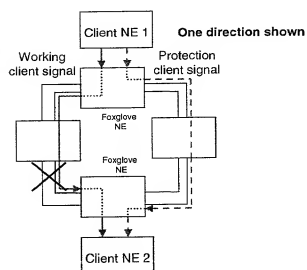 Client NE 1
One direction shown
Working
client signal
Protection
client signal
Foxglove
NE
Foxglove
NE
Client NE 2